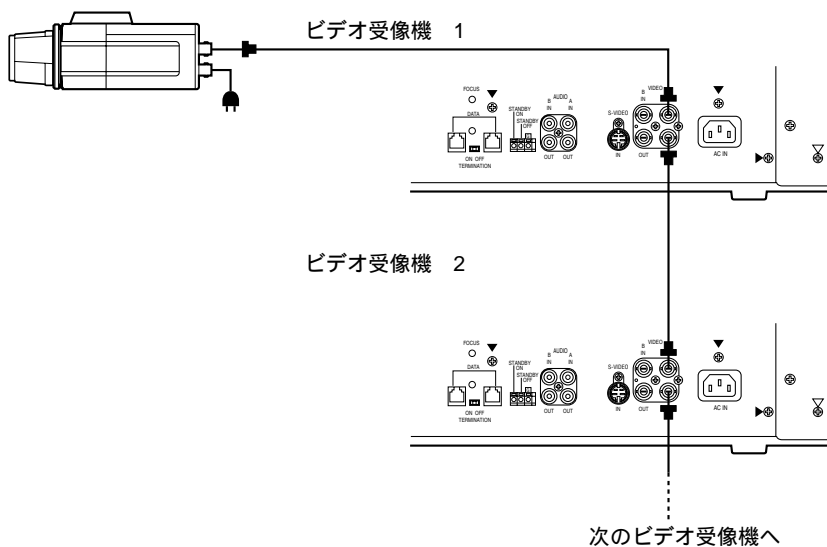 ビデオ受像機 1
FOCUS
DATA
ON OFF
TERMINATION
STANDBY
ON
STANDBY
OFF
AUDIO
B A
IN IN
OUT OUT
S-VIDEO
IN
VIDEO
B
IN
OUT
AC IN
ビデオ受像機 2
FOCUS
DATA
ON OFF
TERMINATION
STANDBY
ON
STANDBY
OFF
AUDIO
B A
IN IN
OUT OUT
S-VIDEO
IN
VIDEO
B
IN
OUT
AC IN
次のビデオ受像機へ